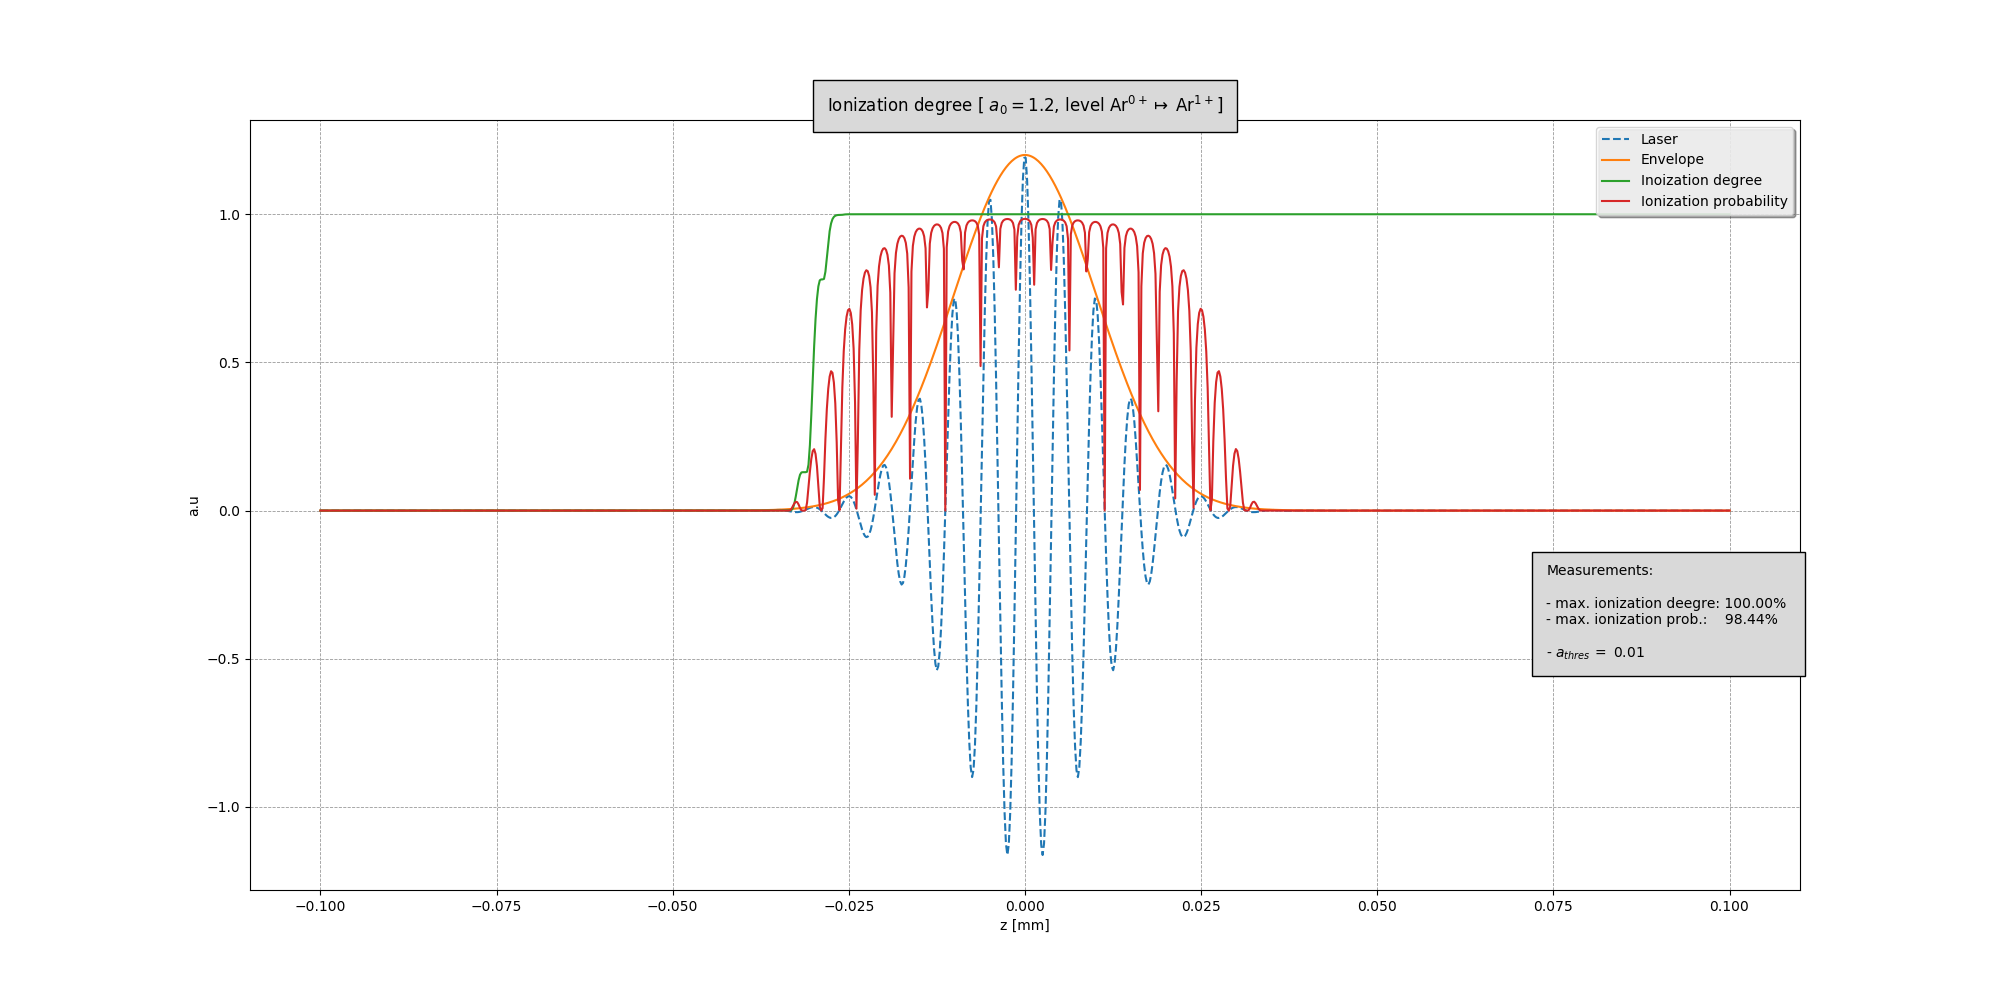 Ionization degree [ a₀ = 1.2, level Ar⁰⁺ ↦ Ar¹⁺]
Laser
Envelope
Inoization degree
Ionization probability
1.0
0.5
0.0
−0.5
−1.0
a.u
Measurements:
- max. ionization deegre: 100.00%
- max. ionization prob.: 98.44%
- a_thres = 0.01
−0.100 −0.075 −0.050 −0.025 0.000 0.025 0.050 0.075 0.100
z [mm]